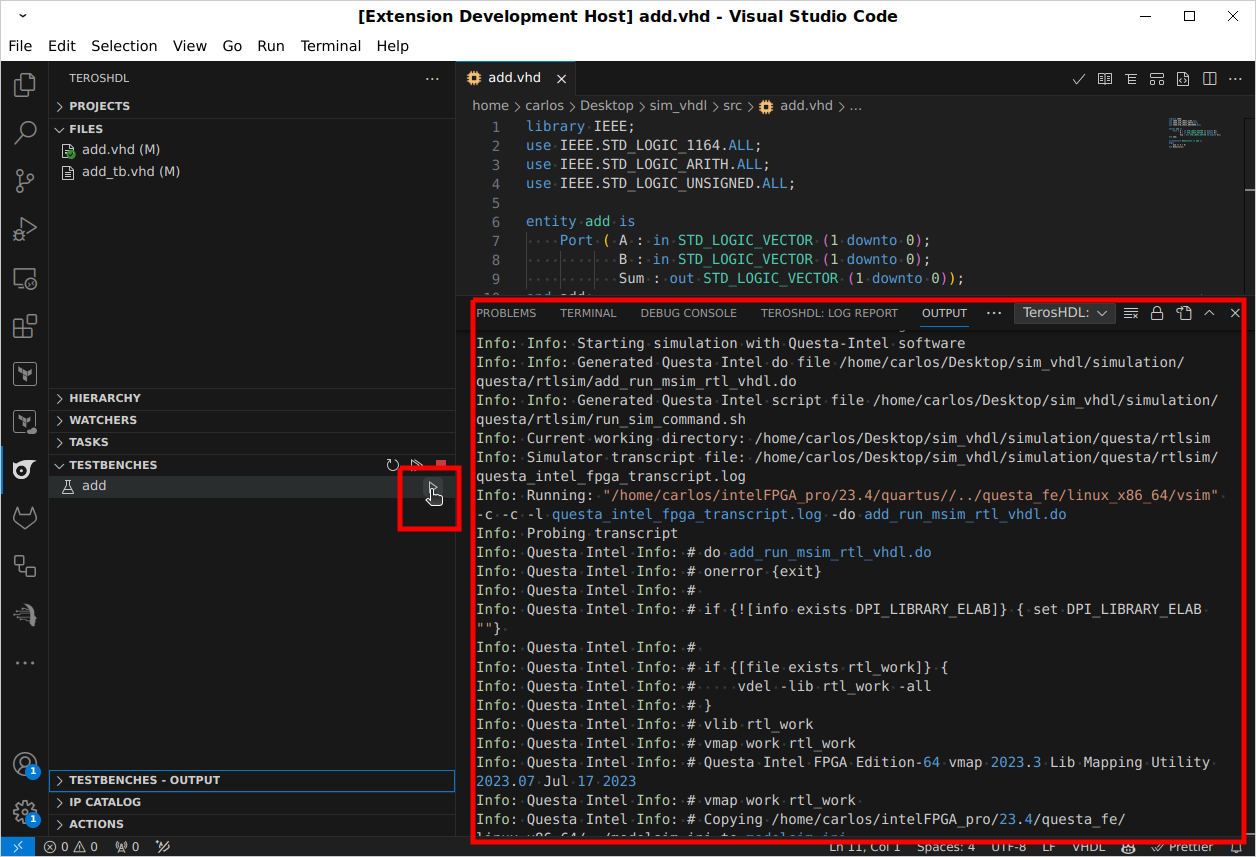 [Extension Development Host] add.vhd - Visual Studio Code
File Edit Selection View Go Run Terminal Help
TEROSHDL
PROJECTS
FILES
add.vhd (M)
add_tb.vhd (M)
HIERARCHY
WATCHERS
TASKS
TESTBENCHES
add
TESTBENCHES - OUTPUT
IP CATALOG
ACTIONS
1
1
add.vhd
home > carlos > Desktop > sim_vhdl > src > add.vhd > ...
1 library IEEE;
2 use IEEE.STD_LOGIC_1164.ALL;
3 use IEEE.STD_LOGIC_ARITH.ALL;
4 use IEEE.STD_LOGIC_UNSIGNED.ALL;
5
6 entity add is
7 Port ( A : in STD_LOGIC_VECTOR (1 downto 0);
8 B : in STD_LOGIC_VECTOR (1 downto 0);
9 Sum : out STD_LOGIC_VECTOR (1 downto 0));
10 end add
PROBLEMS TERMINAL DEBUG CONSOLE TEROSHDL: LOG REPORT OUTPUT ... TerosHDL:
Info: Info: Starting simulation with Questa-Intel software
Info: Info: Generated Questa Intel do file /home/carlos/Desktop/sim_vhdl/simulation/
questa/rtlsim/add_run_msim_rtl_vhdl.do
Info: Info: Generated Questa Intel script file /home/carlos/Desktop/sim_vhdl/simulation/
questa/rtlsim/run_sim_command.sh
Info: Current working directory: /home/carlos/Desktop/sim_vhdl/simulation/questa/rtlsim
Info: Simulator transcript file: /home/carlos/Desktop/sim_vhdl/simulation/questa/rtlsim/
questa_intel_fpga_transcript.log
Info: Running: "/home/carlos/intelFPGA_pro/23.4/quartus//../questa_fe/linux_x86_64/vsim"
-c -c -l questa_intel_fpga_transcript.log -do add_run_msim_rtl_vhdl.do
Info: Probing transcript
Info: Questa Intel Info: # do add_run_msim_rtl_vhdl.do
Info: Questa Intel Info: # onerror {exit}
Info: Questa Intel Info: #
Info: Questa Intel Info: # if {![info exists DPI_LIBRARY_ELAB]} { set DPI_LIBRARY_ELAB
""}
Info: Questa Intel Info: #
Info: Questa Intel Info: # if {[file exists rtl_work]} {
Info: Questa Intel Info: #     vdel -lib rtl_work -all
Info: Questa Intel Info: # }
Info: Questa Intel Info: # vlib rtl_work
Info: Questa Intel Info: # vmap work rtl_work
Info: Questa Intel Info: # Questa Intel FPGA Edition-64 vmap 2023.3 Lib Mapping Utility
2023.07 Jul 17 2023
Info: Questa Intel Info: # vmap work rtl_work
Info: Questa Intel Info: # Copying /home/carlos/intelFPGA_pro/23.4/questa_fe/
linux_x86_64/../modelsim.ini to modelsim.ini
0 0 0 Ln 11, Col 1 Spaces: 4 UTF-8 LF VHDL Prettier